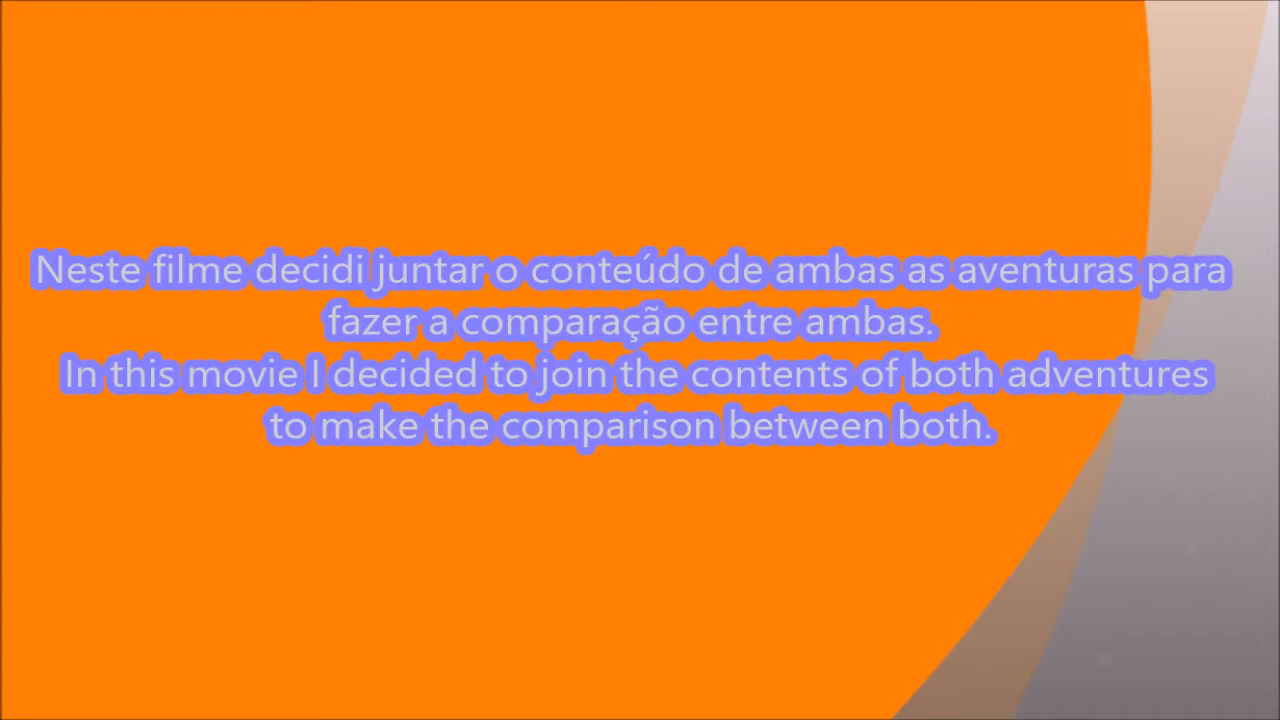 Neste filme decidi juntar o conteúdo de ambas as aventuras para
fazer a comparação entre ambas.
In this movie I decided to join the contents of both adventures
to make the comparison between both.